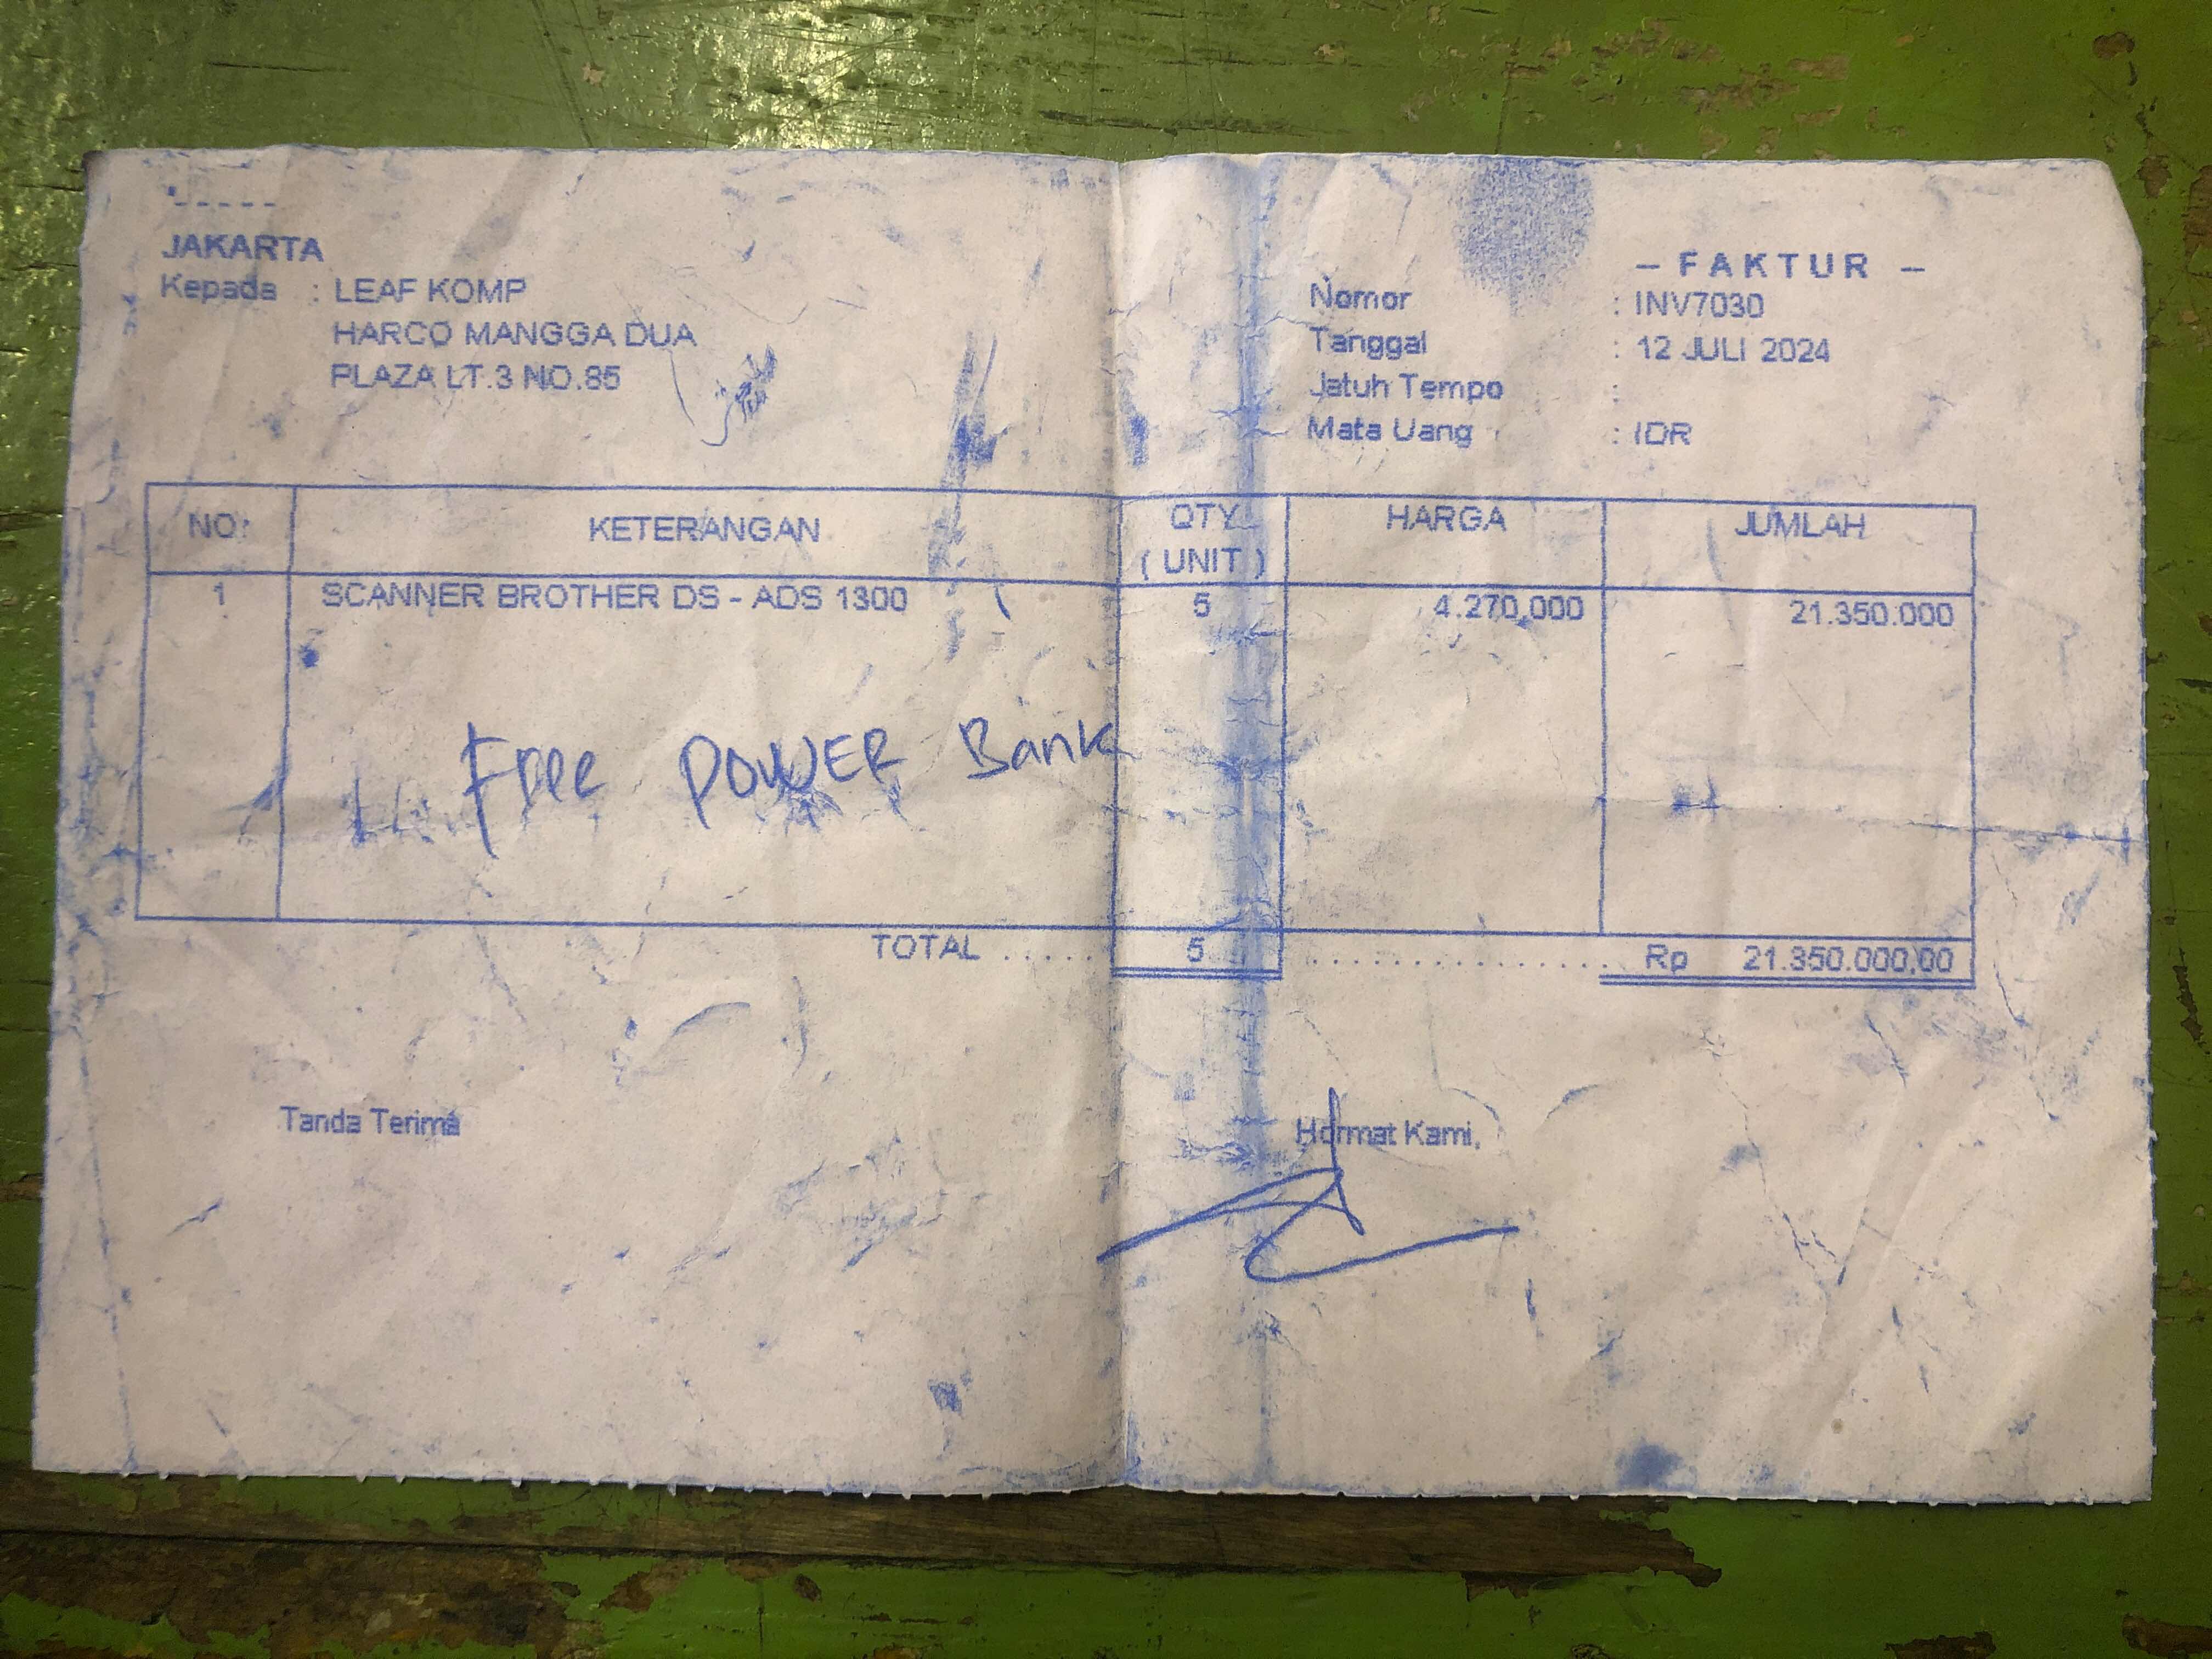 - - - - -
JAKARTA
Kepada : LEAF KOMP
HARCO MANGGA DUA
PLAZA LT.3 NO.85
– FAKTUR –
Nomor : INV7030
Tanggal : 12 JULI 2024
Jatuh Tempo :
Mata Uang : IDR
NO. KETERANGAN QTY ( UNIT ) HARGA JUMLAH
1 SCANNER BROTHER DS - ADS 1300 5 4.270,000 21.350.000
Free POWER Bank
TOTAL ..... 5 ................ Rp 21.350.000,00
Tanda Terima
Hormat Kami,